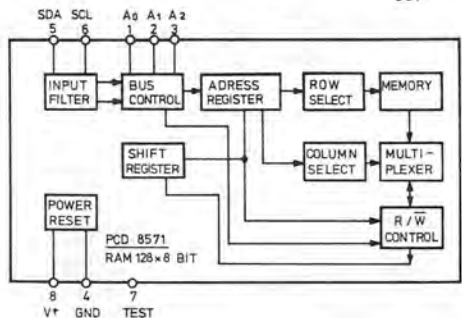 SDA SCL A0 A1 A2
5 6 1 2 3
INPUT FILTER
BUS CONTROL
ADRESS REGISTER
ROW SELECT
MEMORY
SHIFT REGISTER
COLUMN SELECT
MULTI-PLEXER
POWER RESET
R/W̅ CONTROL
PCD 8571
RAM 128×8 BIT
8 4 7
V+ GND TEST